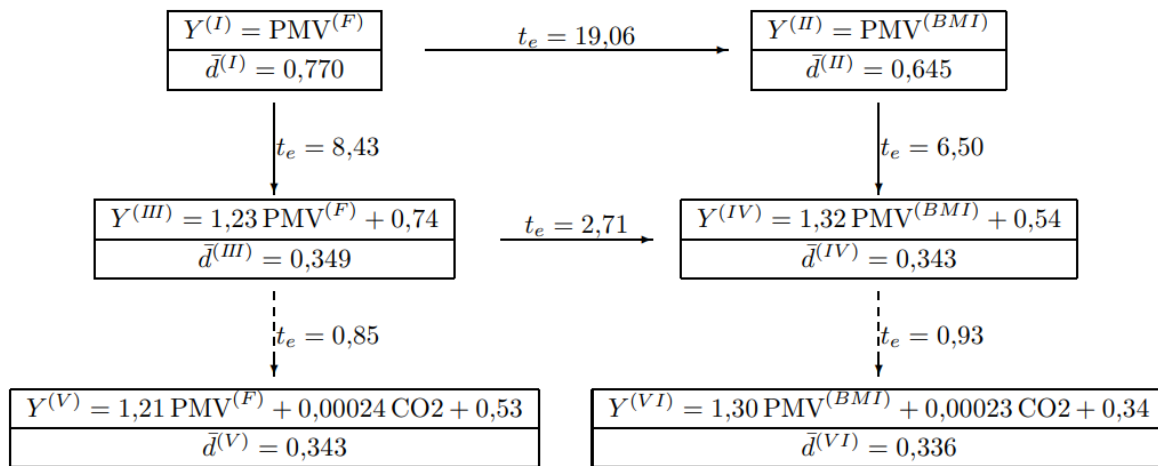 Y^(I) = PMV^(F)
d̄^(I) = 0,770
t_e = 19,06
Y^(II) = PMV^(BMI)
d̄^(II) = 0,645
t_e = 8,43
t_e = 6,50
Y^(III) = 1,23 PMV^(F) + 0,74
d̄^(III) = 0,349
t_e = 2,71
Y^(IV) = 1,32 PMV^(BMI) + 0,54
d̄^(IV) = 0,343
t_e = 0,85
t_e = 0,93
Y^(V) = 1,21 PMV^(F) + 0,00024 CO2 + 0,53
d̄^(V) = 0,343
Y^(VI) = 1,30 PMV^(BMI) + 0,00023 CO2 + 0,34
d̄^(VI) = 0,336